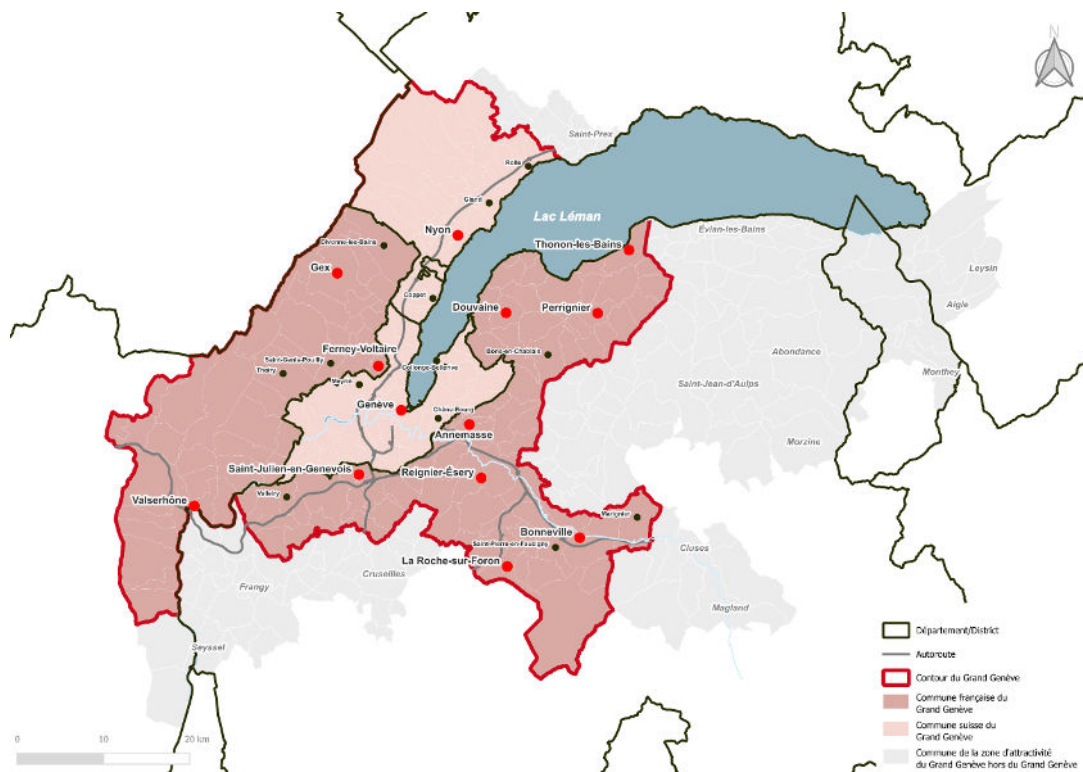 N
Saint-Prex
Rolle
Gland
Lac Léman
Nyon
Évian-les-Bains
Divonne-les-Bains
Thonon-les-Bains
Gex
Leysin
Coppet
Aigle
Douvaine
Perrignier
Ferney-Voltaire
Bons-en-Chablais
Abondance
Saint-Genis-Pouilly
Collonge-Bellerive
Thoiry
Monthey
Meyrin
Saint-Jean-d'Aulps
Genève
Chêne-Bourg
Annemasse
Morzine
Saint-Julien-en-Genevois
Reignier-Ésery
Valleiry
Valserhône
Marignier
Bonneville
Saint-Pierre-en-Faucigny
Cluses
La Roche-sur-Foron
Cruseilles
Frangy
Magland
Seyssel
Département/District
Autoroute
Contour du Grand Genève
Commune française du
Grand Genève
Commune suisse du
Grand Genève
Commune de la zone d'attractivité
du Grand Genève hors du Grand Genève
0 10 20 km